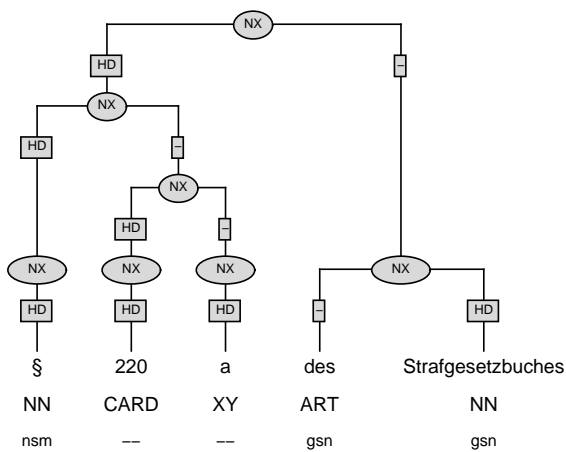 NX
HD –
NX
HD –
NX
HD –
NX NX NX NX
HD HD HD – HD
§ 220 a des Strafgesetzbuches
NN CARD XY ART NN
nsm −− −− gsn gsn